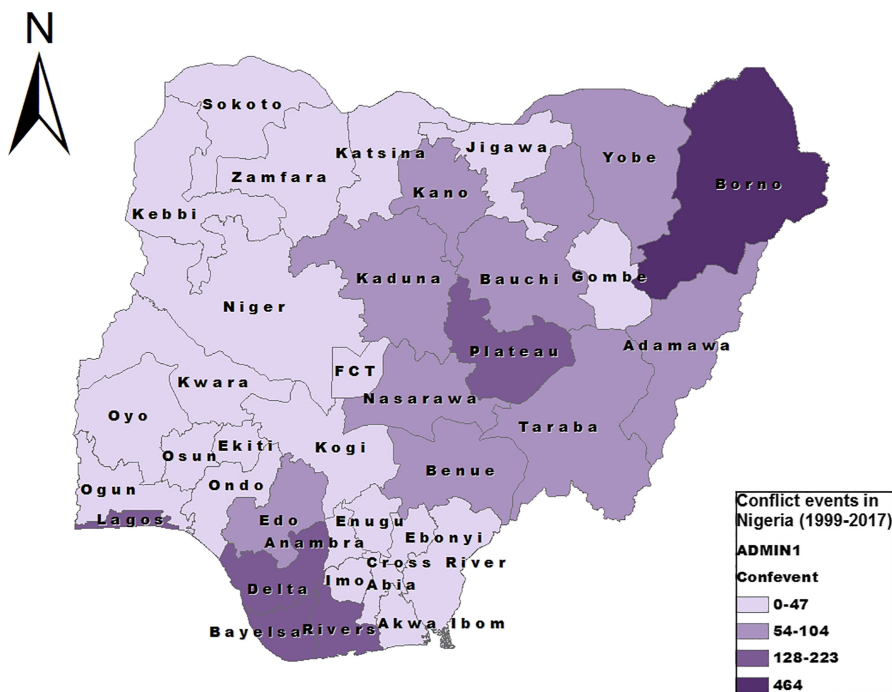 N
Sokoto
Katsina
Jigawa
Yobe
Zamfara
Kano
Borno
Kebbi
Kaduna
Bauchi
Gombe
Niger
Adamawa
Plateau
FCT
Kwara
Nasarawa
Oyo
Taraba
Ekiti
Kogi
Osun
Benue
Ogun
Ondo
Lagos
Edo
Enugu
Anambra
Ebonyi
Cross River
Imo
Abia
Delta
Akwa Ibom
Bayelsa
Rivers
Conflict events in
Nigeria (1999-2017)
ADMIN1
Confevent
0-47
54-104
128-223
464